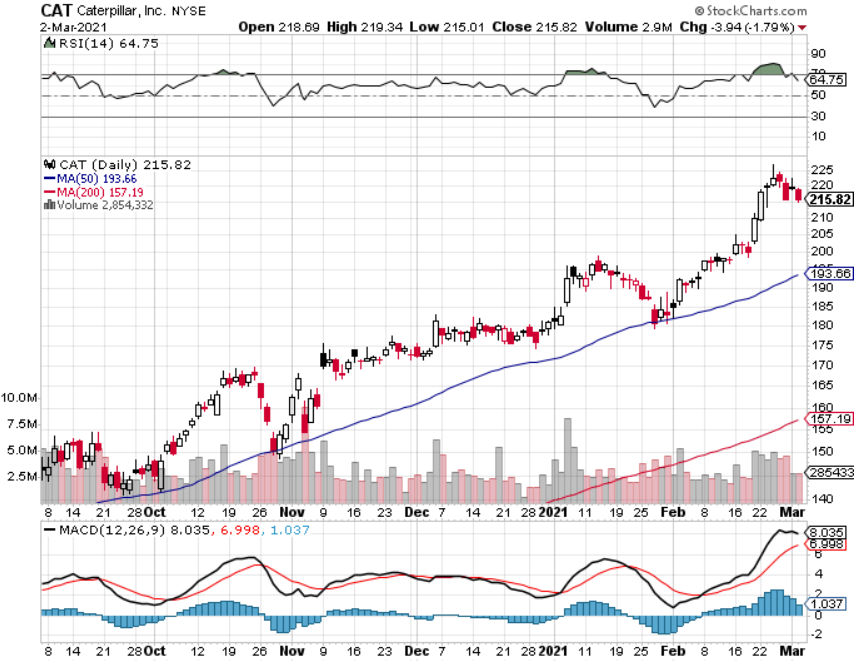 CAT Caterpillar, Inc. NYSE © StockCharts.com
2-Mar-2021 Open 218.69 High 219.34 Low 215.01 Close 215.82 Volume 2.9M Chg -3.94 (-1.79%)
RSI(14) 64.75
90
70
64.75
50
30
10
CAT (Daily) 215.82
MA(50) 193.66
MA(200) 157.19
Volume 2,854,332
225
220
215.82
210
205
200
193.66
190
185
180
175
170
165
160
157.19
155
150
285433
140
10.0M
7.5M
5.0M
2.5M
8 14 21 28 Oct 12 19 26 Nov 9 16 23 Dec 7 14 21 28 2021 11 19 25 Feb 8 16 22 Mar
MACD(12,26,9) 8.035, 6.998, 1.037
8.035
6.998
6
4
2
1.037
0
-2
8 14 21 28 Oct 12 19 26 Nov 9 16 23 Dec 7 14 21 28 2021 11 19 25 Feb 8 16 22 Mar